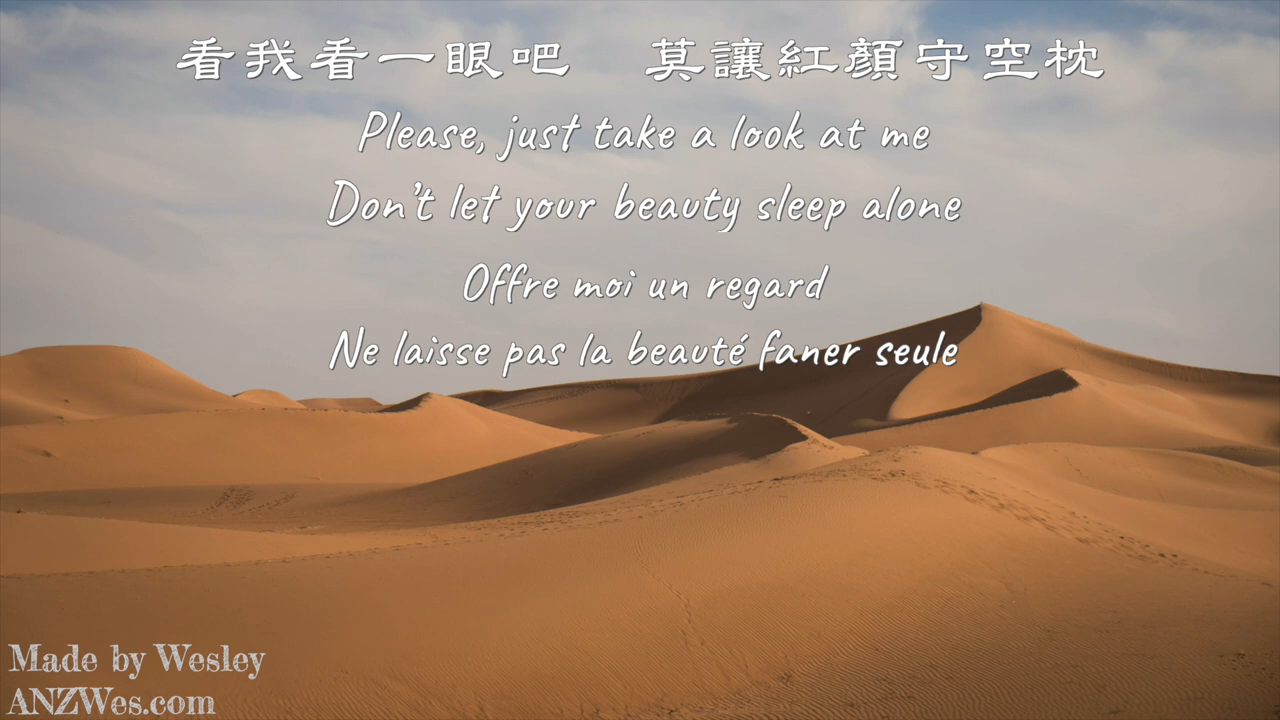 看我看一眼吧 莫讓紅顏守空枕
Please, just take a look at me
Don't let your beauty sleep alone
Offre moi un regard
Ne laisse pas la beauté faner seule
Made by Wesley
ANZWes.com